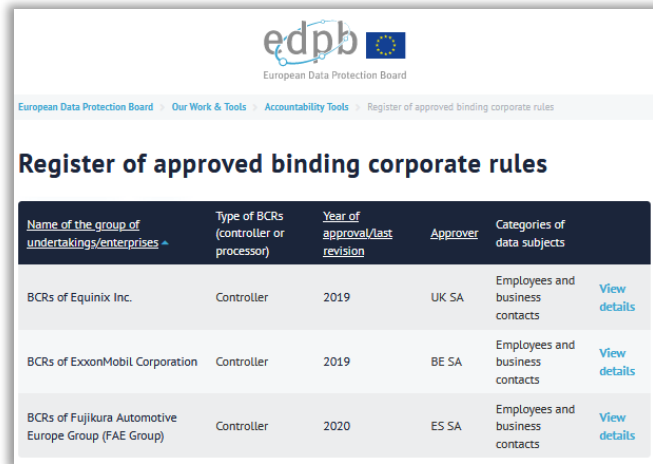 edpb
European Data Protection Board
European Data Protection Board > Our Work & Tools > Accountability Tools > Register of approved binding corporate rules
Register of approved binding corporate rules
Name of the group of
undertakings/enterprises
Type of BCRs
(controller or
processor)
Year of
approval/last
revision
Approver
Categories of
data subjects
BCRs of Equinix Inc.
Controller
2019
UK SA
Employees and
business
contacts
View
details
BCRs of ExxonMobil Corporation
Controller
2019
BE SA
Employees and
business
contacts
View
details
BCRs of Fujikura Automotive
Europe Group (FAE Group)
Controller
2020
ES SA
Employees and
business
contacts
View
details